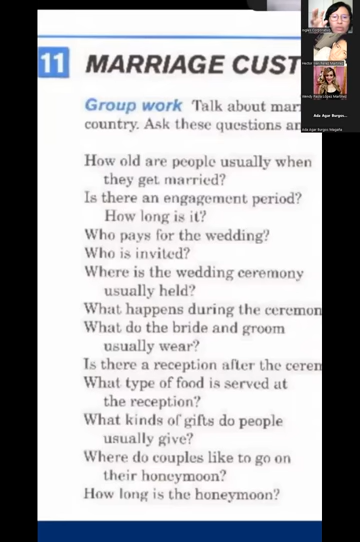 11 MARRIAGE CUST
Group work Talk about mar
country. Ask these questions an
How old are people usually when
they get married?
Is there an engagement period?
How long is it?
Who pays for the wedding?
Who is invited?
Where is the wedding ceremony
usually held?
What happens during the ceremon
What do the bride and groom
usually wear?
Is there a reception after the ceren
What type of food is served at
the reception?
What kinds of gifts do people
usually give?
Where do couples like to go on
their honeymoon?
How long is the honeymoon?
Ada Agar Burgos...